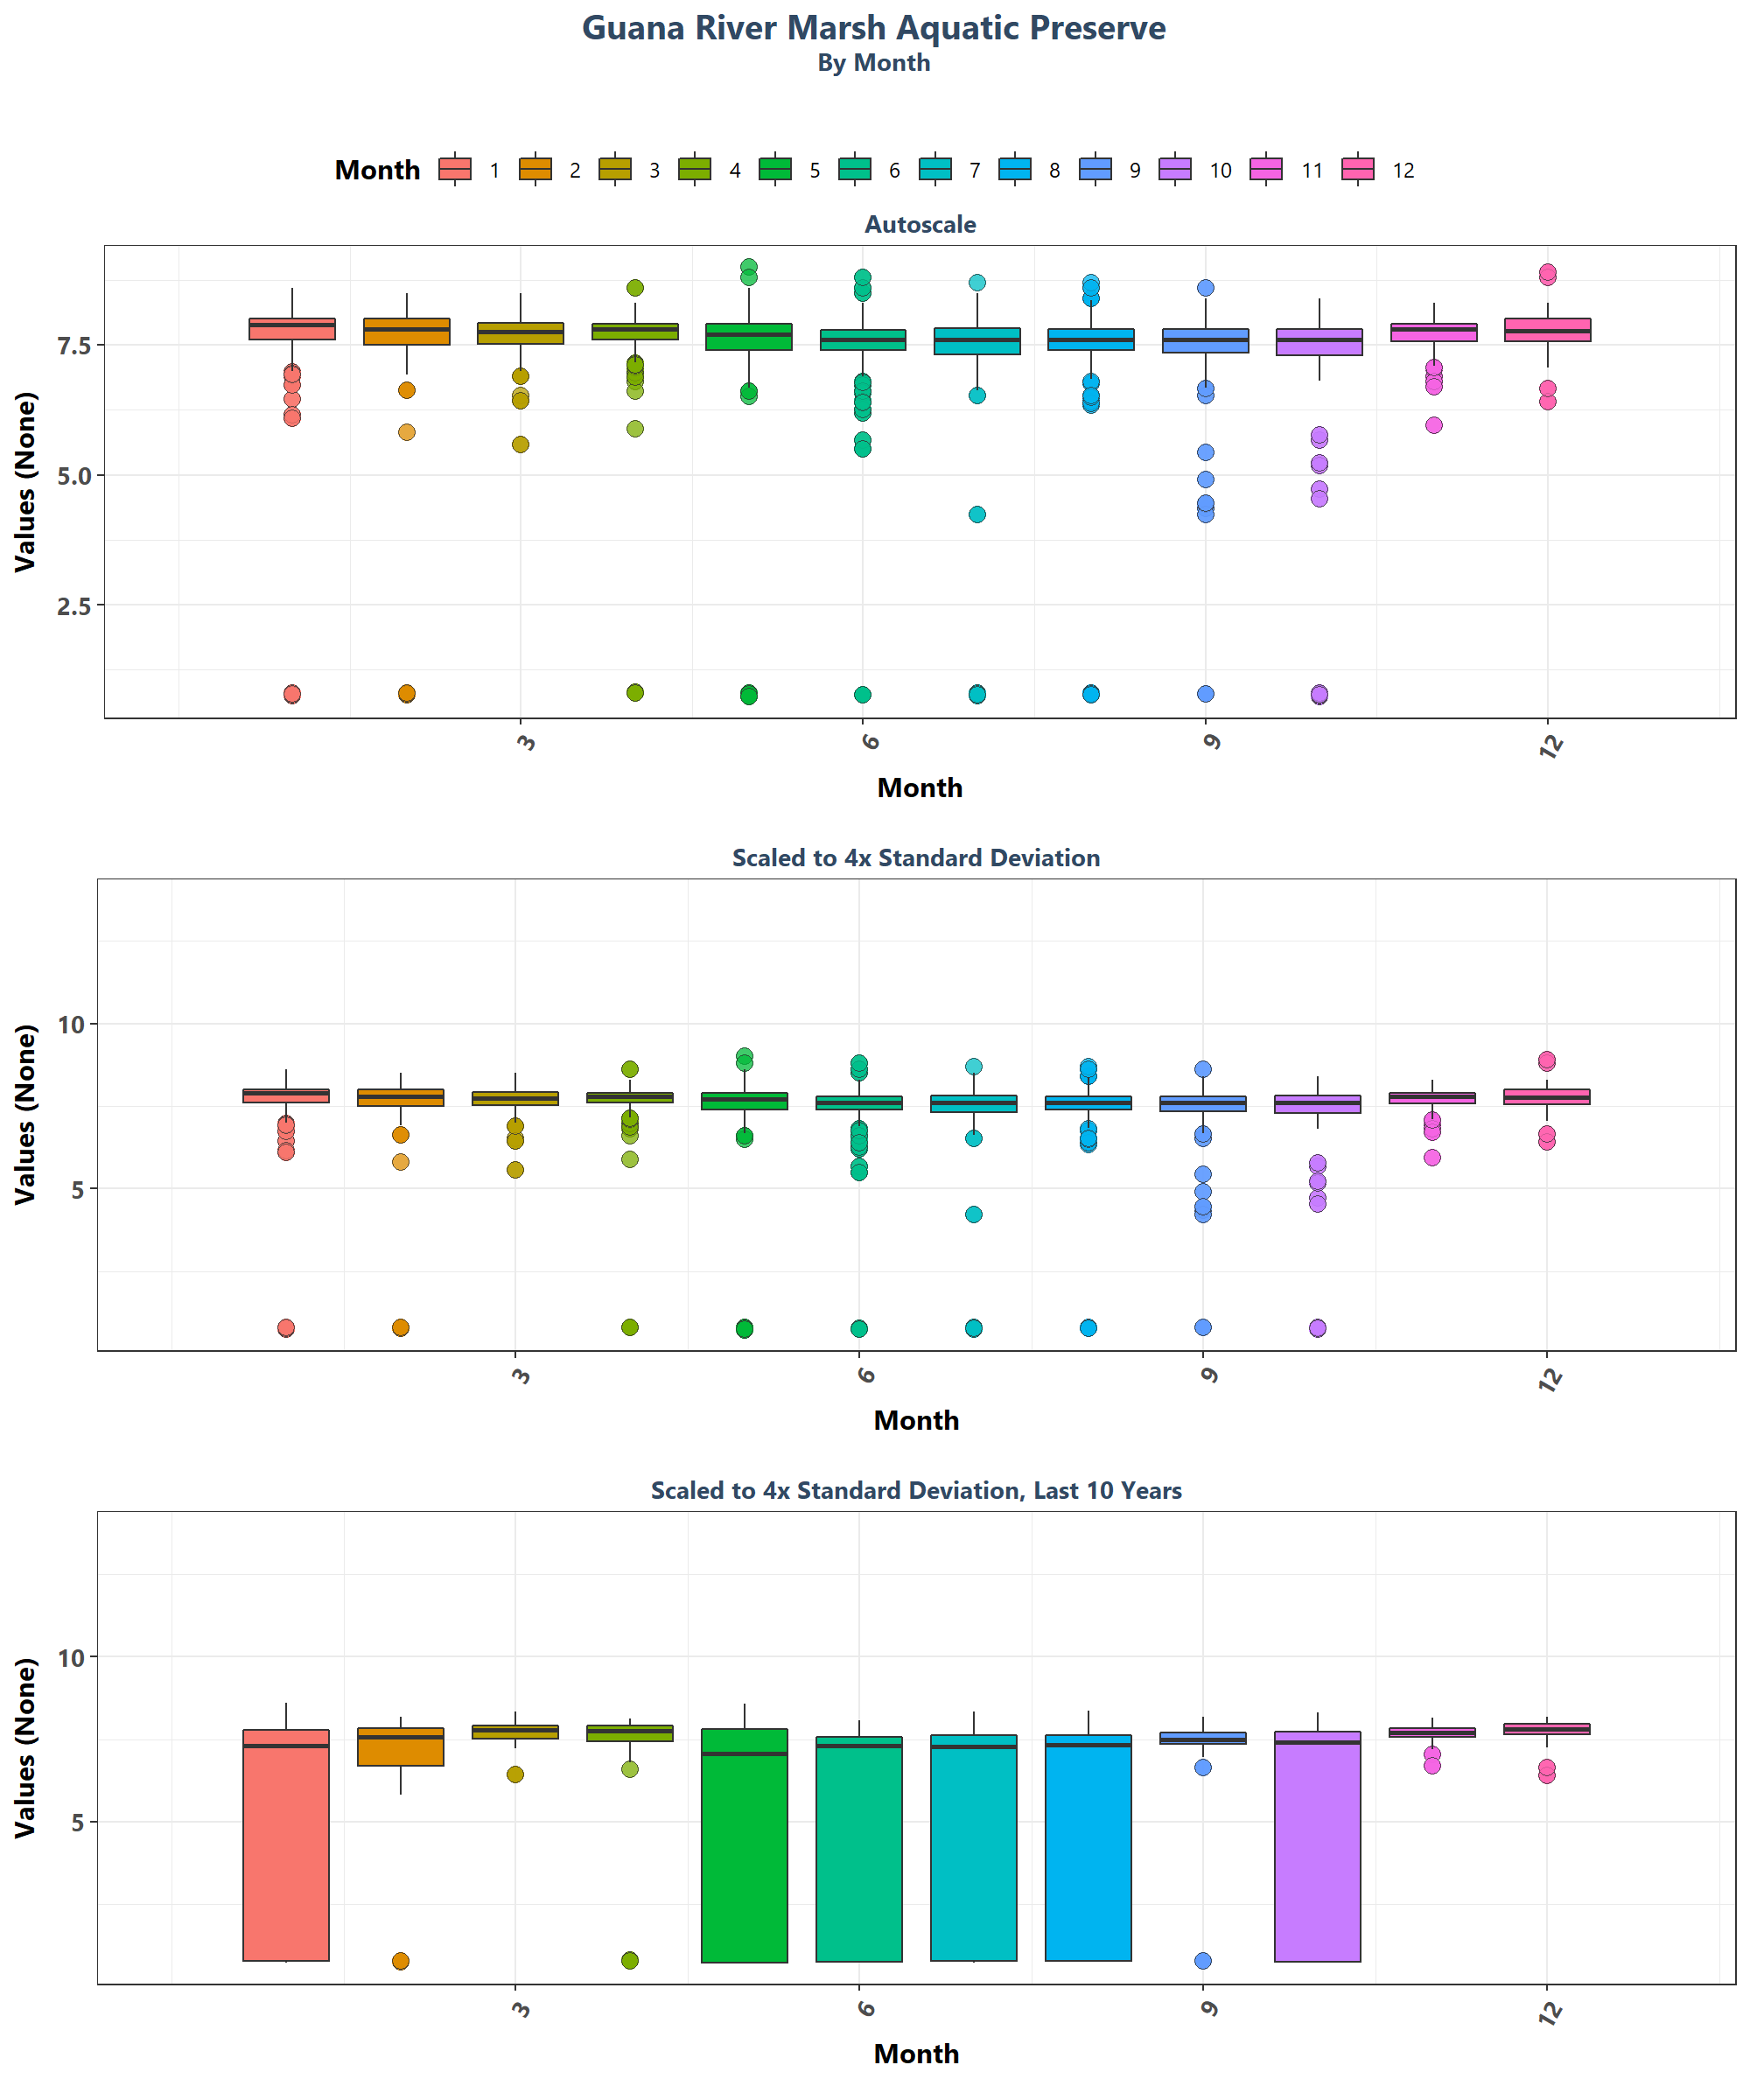 Guana River Marsh Aquatic Preserve
By Month
Month 1 2 3 4 5 6 7 8 9 10 11 12
Autoscale
Values (None)
7.5
5.0
2.5
3 6 9 12
Month
Scaled to 4x Standard Deviation
Values (None)
10
5
3 6 9 12
Month
Scaled to 4x Standard Deviation, Last 10 Years
Values (None)
10
5
3 6 9 12
Month